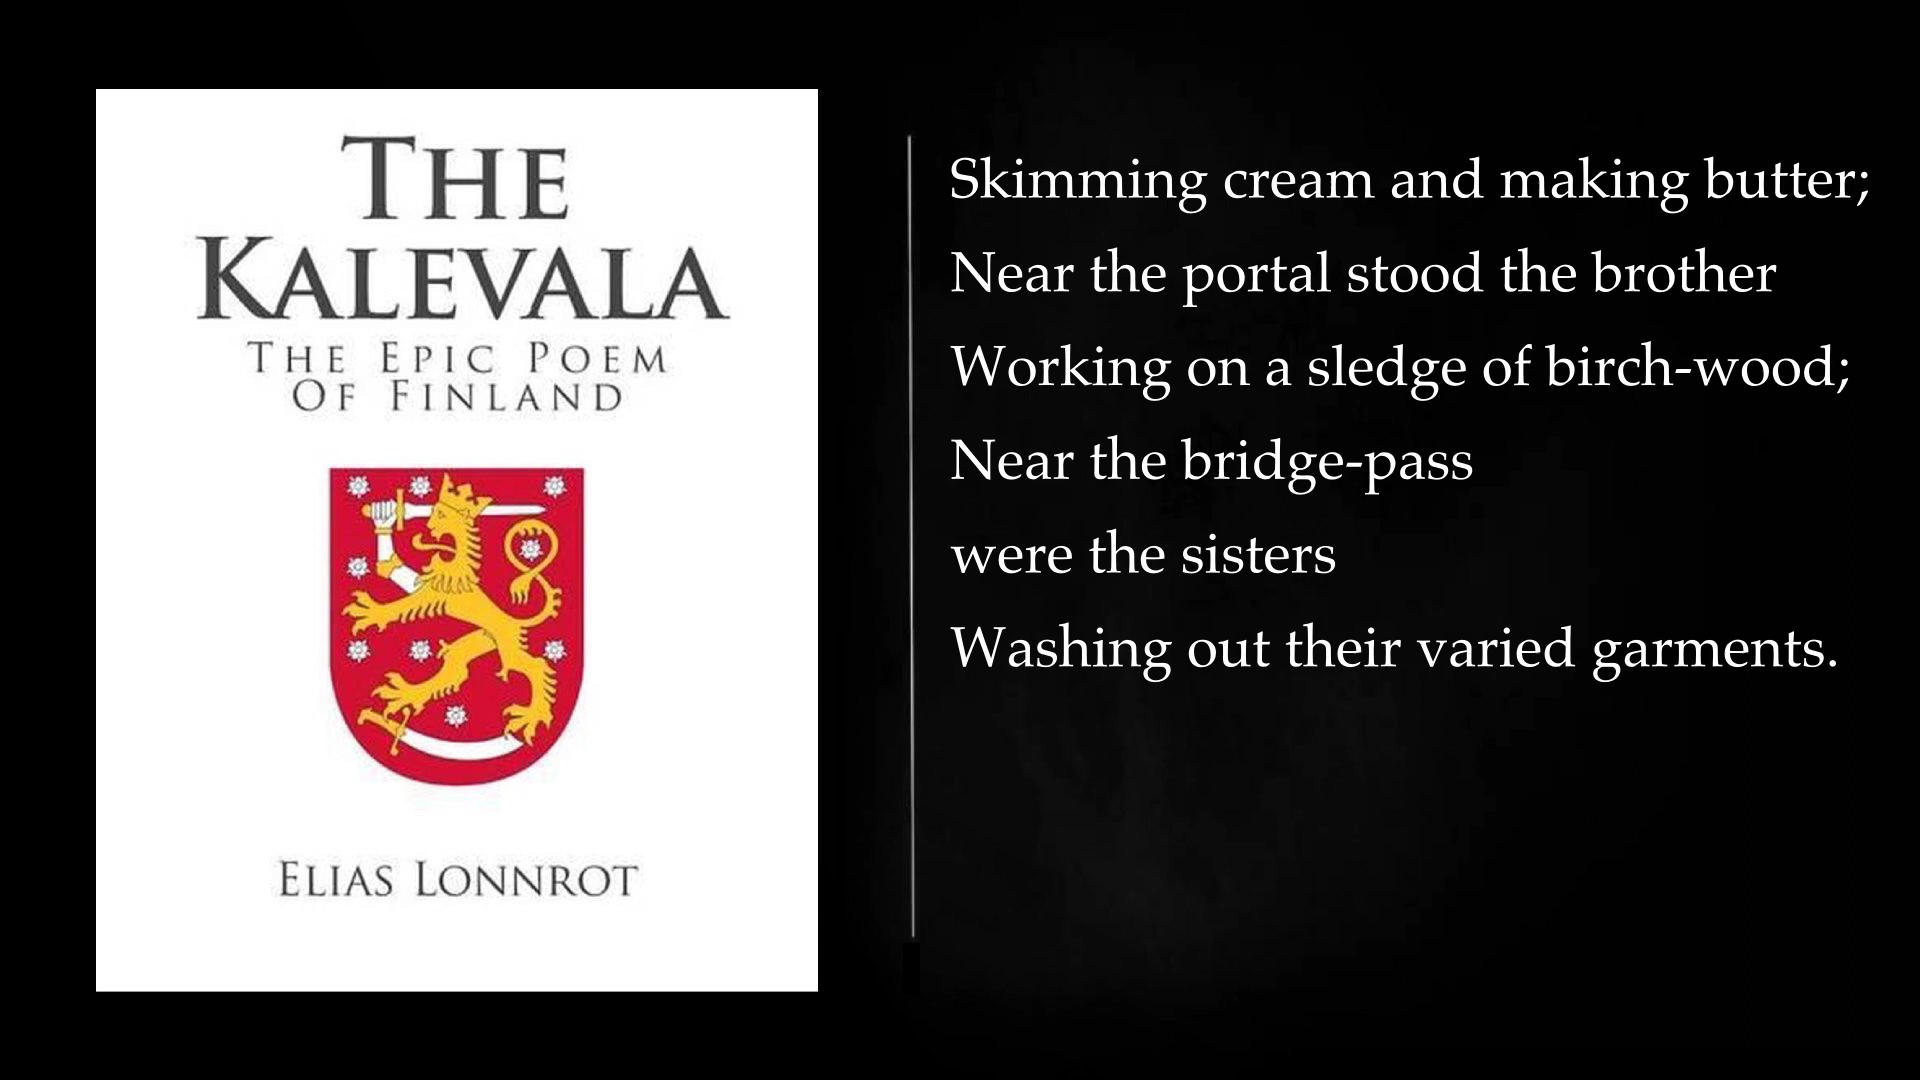 THE
KALEVALA
THE EPIC POEM
OF FINLAND
ELIAS LONNROT
Skimming cream and making butter;
Near the portal stood the brother
Working on a sledge of birch-wood;
Near the bridge-pass
were the sisters
Washing out their varied garments.